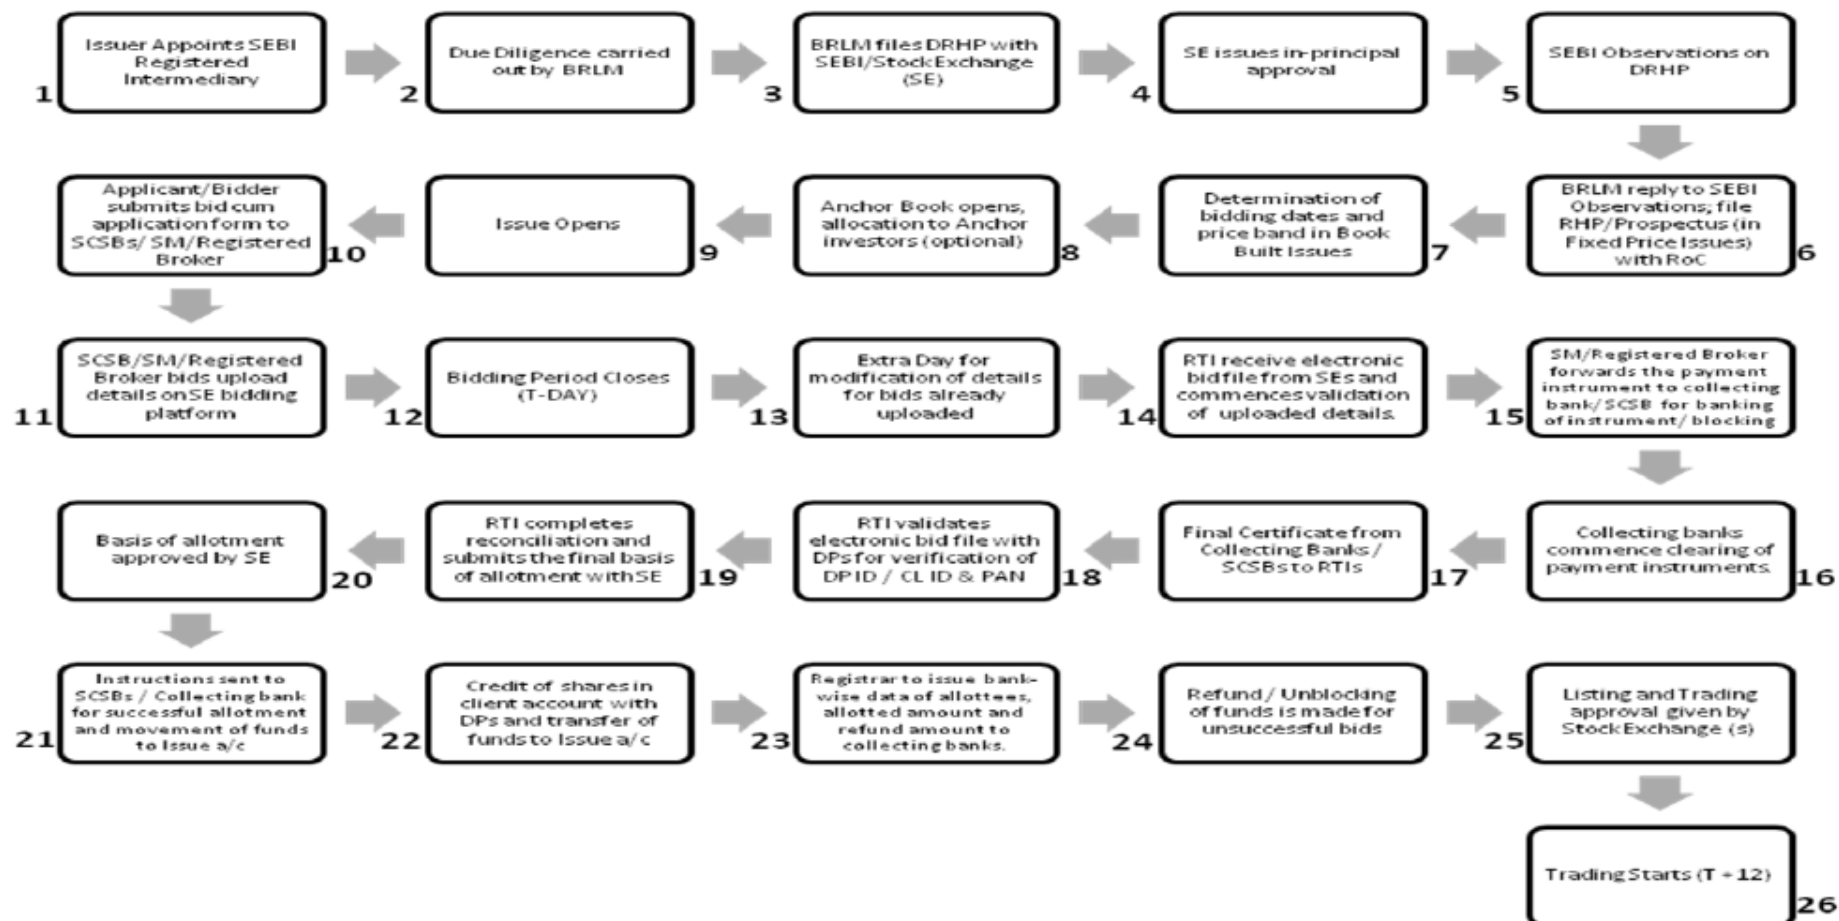 Issuer Appoints SEBI
Registered
Intermediary
1
Due Diligence carried
out by BRLM
2
BRLM files DRHP with
SEBI/Stock Exchange
(SE)
3
SE issues in-principal
approval
4
SEBI Observations on
DRHP
5
BRLM reply to SEBI
Observations; file
RHP/Prospectus (in
Fixed Price Issues)
with RoC
6
Determination of
bidding dates and
price band in Book
Built Issues
7
Anchor Book opens,
allocation to Anchor
investors (optional)
8
Issue Opens
9
Applicant/Bidder
submits bid cum
application form to
SCSBs/ SM/Registered
Broker
10
SCSB/SM/Registered
Broker bids upload
details on SE bidding
platform
11
Bidding Period Closes
(T-DAY)
12
Extra Day for
modification of details
for bids already
uploaded
13
RTI receive electronic
bid file from SEs and
commences validation
of uploaded details.
14
SM/Registered Broker
forwards the payment
instrument to collecting
bank/SCSB for banking
of instrument/ blocking
15
Collecting banks
commence clearing of
payment instruments.
16
Final Certificate from
Collecting Banks /
SCSBs to RTIs
17
RTI validates
electronic bid file with
DPs for verification of
DP ID / CL ID & PAN
18
RTI completes
reconciliation and
submits the final basis
of allotment with SE
19
Basis of allotment
approved by SE
20
Instructions sent to
SCSBs / Collecting bank
for successful allotment
and movement of funds
to Issue a/c
21
Credit of shares in
client account with
DPs and transfer of
funds to Issue a/c
22
Registrar to issue bank-
wise data of allottees,
allotted amount and
refund amount to
collecting banks.
23
Refund / Unblocking
of funds is made for
unsuccessful bids
24
Listing and Trading
approval given by
Stock Exchange (s)
25
Trading Starts (T + 12)
26